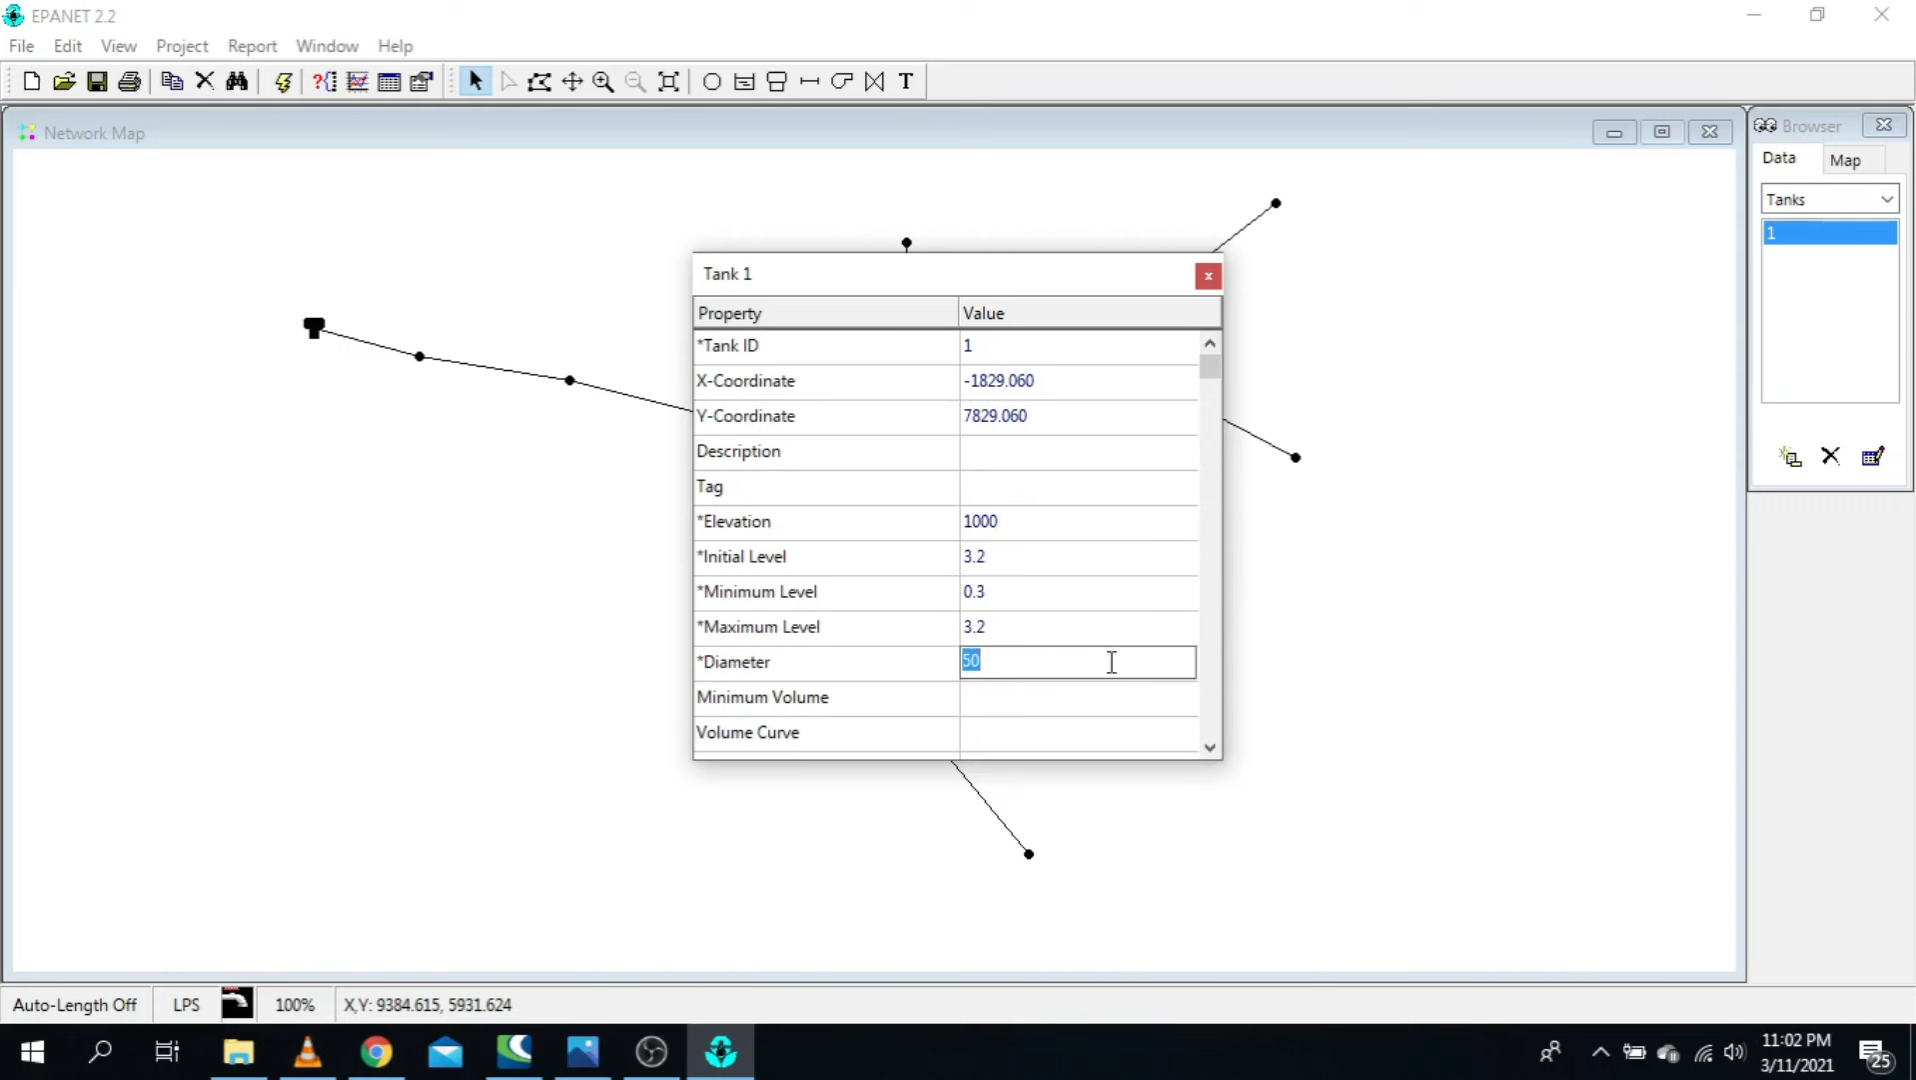 EPANET 2.2
File Edit View Project Report Window Help
T
Network Map
Browser
Data Map
Tanks
1
Tank 1
Property Value
*Tank ID 1
X-Coordinate -1829.060
Y-Coordinate 7829.060
Description
Tag
*Elevation 1000
*Initial Level 3.2
*Minimum Level 0.3
*Maximum Level 3.2
*Diameter 50
Minimum Volume
Volume Curve
Auto-Length Off LPS 100% X,Y: 9384.615, 5931.624
11:02 PM
3/11/2021
25